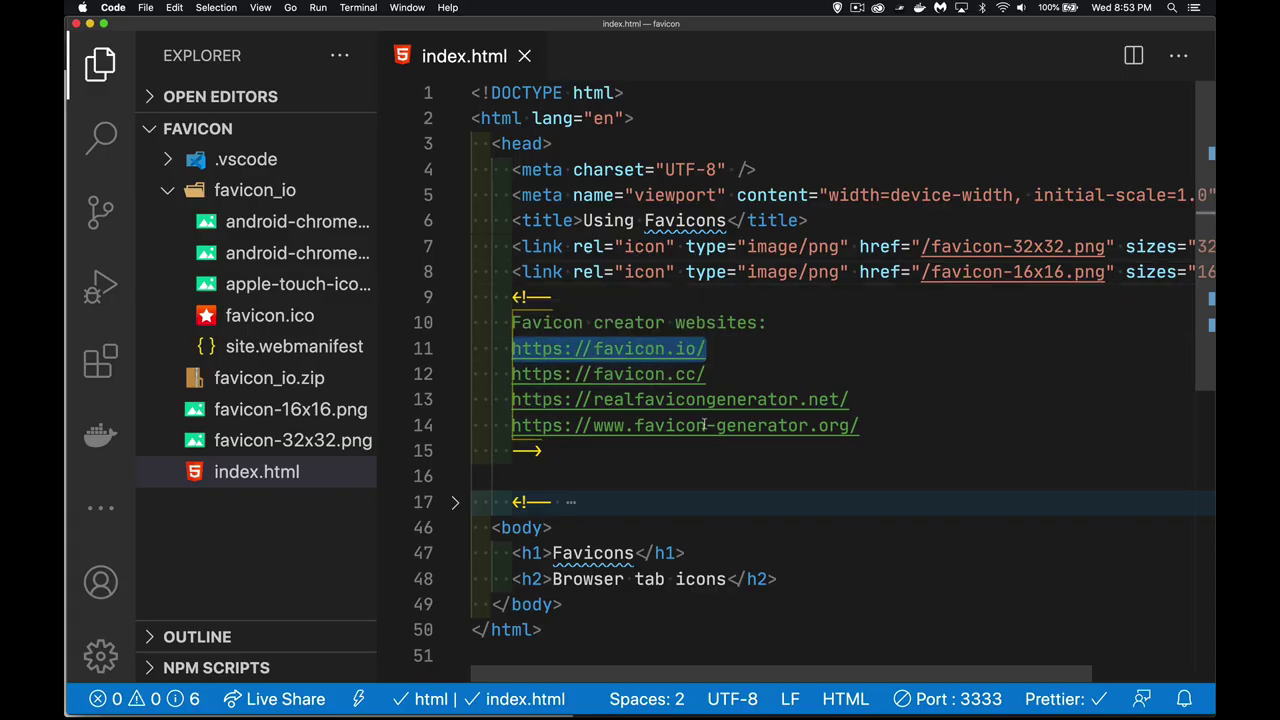 Code File Edit Selection View Go Run Terminal Window Help 100% Wed 8:53 PM
index.html — favicon
EXPLORER
index.html
OPEN EDITORS
FAVICON
.vscode
favicon_io
android-chrome...
android-chrome...
apple-touch-ico...
favicon.ico
site.webmanifest
favicon_io.zip
favicon-16x16.png
favicon-32x32.png
index.html
OUTLINE
NPM SCRIPTS
1 <!DOCTYPE html>
2 <html lang="en">
3 <head>
4 <meta charset="UTF-8" />
5 <meta name="viewport" content="width=device-width, initial-scale=1.0"
6 <title>Using Favicons</title>
7 <link rel="icon" type="image/png" href="/favicon-32x32.png" sizes="32
8 <link rel="icon" type="image/png" href="/favicon-16x16.png" sizes="16
9 <!--
10 Favicon creator websites:
11 https://favicon.io/
12 https://favicon.cc/
13 https://realfavicongenerator.net/
14 https://www.favicon-generator.org/
15 -->
16
17 <!-- ...
46 <body>
47 <h1>Favicons</h1>
48 <h2>Browser tab icons</h2>
49 </body>
50 </html>
51
0 0 6 Live Share html | index.html Spaces: 2 UTF-8 LF HTML Port : 3333 Prettier: ✓